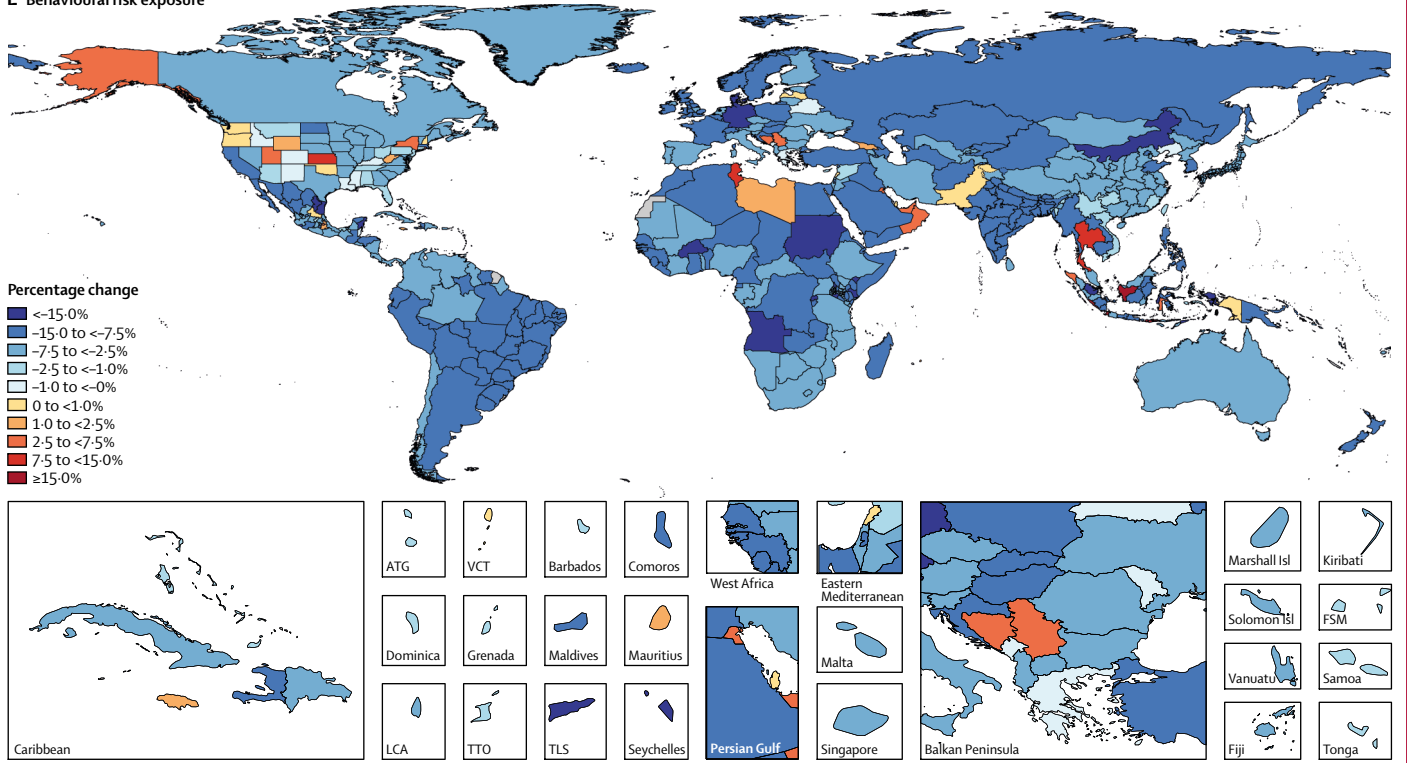 E Behavioural risk exposure
Percentage change
<–15·0%
–15·0 to <–7·5%
–7·5 to <–2·5%
–2·5 to <–1·0%
–1·0 to <–0%
0 to <1·0%
1·0 to <2·5%
2·5 to <7·5%
7·5 to <15·0%
≥15·0%
Caribbean
ATG
VCT
Barbados
Comoros
Dominica
Grenada
Maldives
Mauritius
LCA
TTO
TLS
Seychelles
West Africa
Eastern
Mediterranean
Persian Gulf
Malta
Singapore
Balkan Peninsula
Marshall Isl
Kiribati
Solomon Isl
FSM
Vanuatu
Samoa
Fiji
Tonga